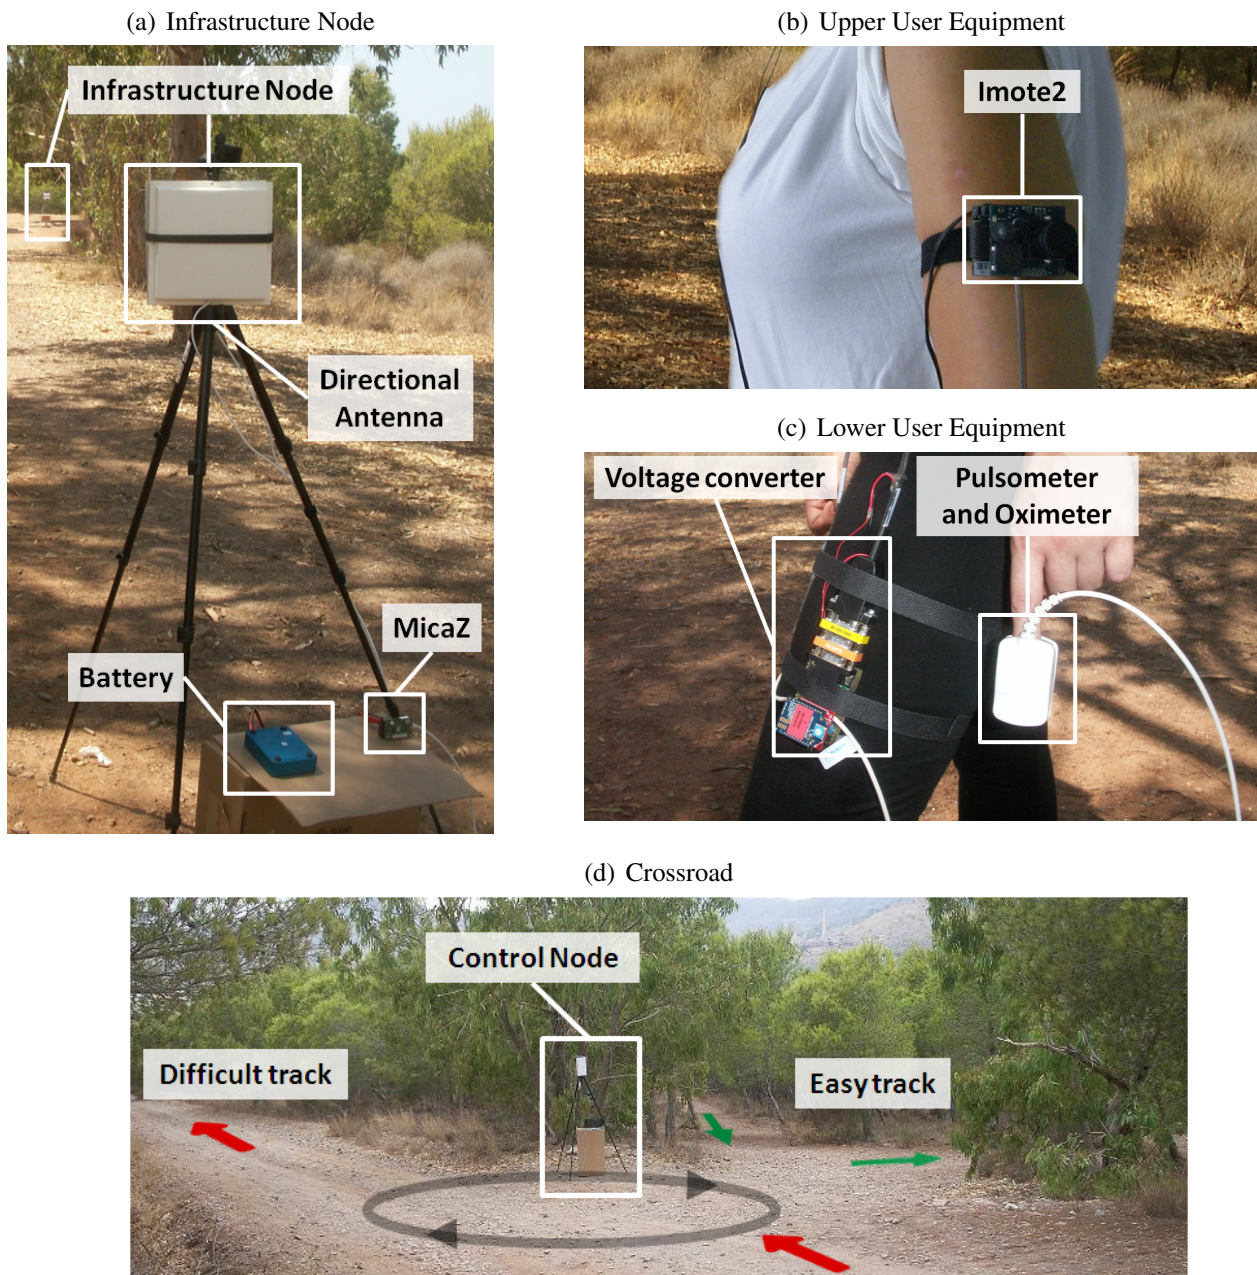 (a) Infrastructure Node
Infrastructure Node
Directional
Antenna
MicaZ
Battery
(b) Upper User Equipment
Imote2
(c) Lower User Equipment
Voltage converter
Pulsometer
and Oximeter
(d) Crossroad
Control Node
Difficult track
Easy track